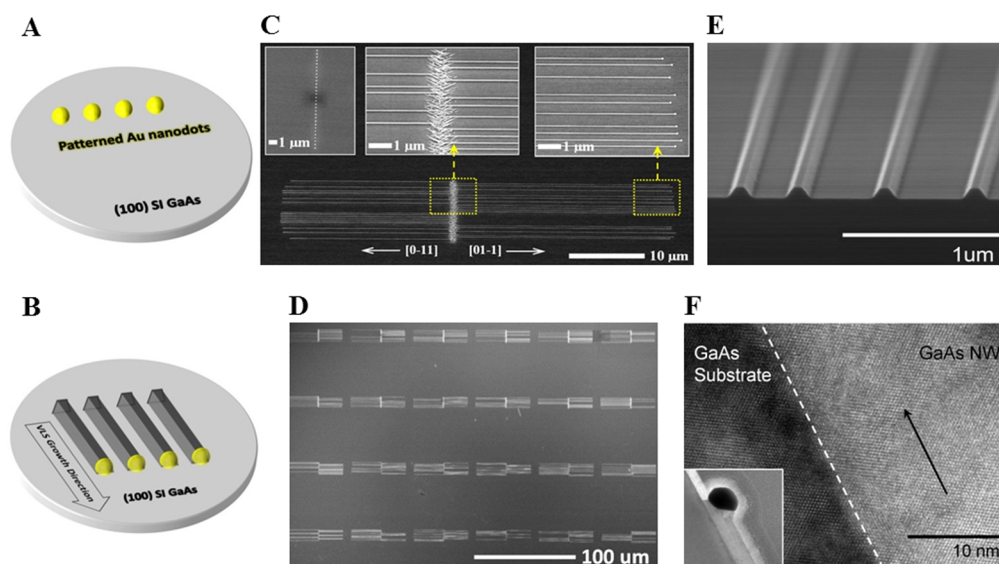 A
Patterned Au nanodots
(100) SI GaAs
B
VLS Growth Direction
(100) SI GaAs
C
1 μm
1 μm
1 μm
[0-11]
[01-1]
10 μm
D
100 um
E
1um
F
GaAs
Substrate
GaAs NW
10 nm